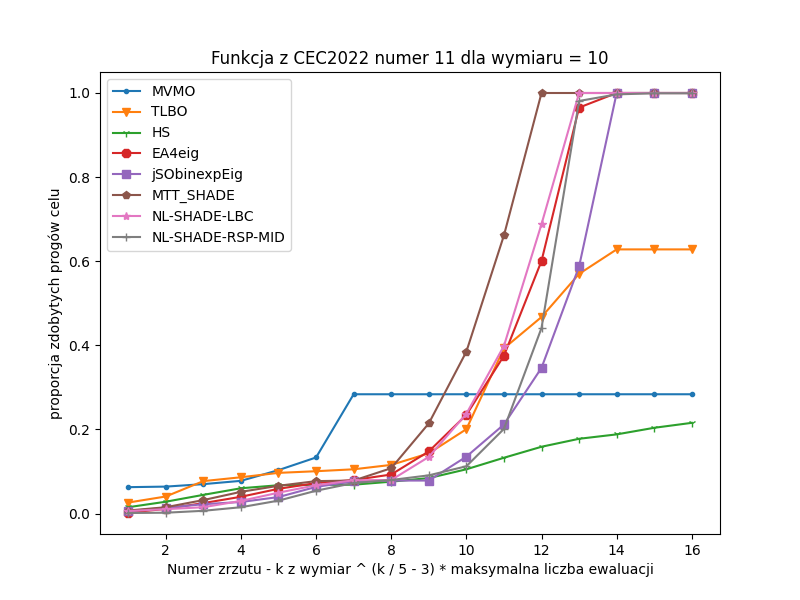 Funkcja z CEC2022 numer 11 dla wymiaru = 10
MVMO
TLBO
HS
EA4eig
jSObinexpEig
MTT_SHADE
NL-SHADE-LBC
NL-SHADE-RSP-MID
proporcja zdobytych progów celu
1.0
0.8
0.6
0.4
0.2
0.0
2 4 6 8 10 12 14 16
Numer zrzutu - k z wymiar ^ (k / 5 - 3) * maksymalna liczba ewaluacji